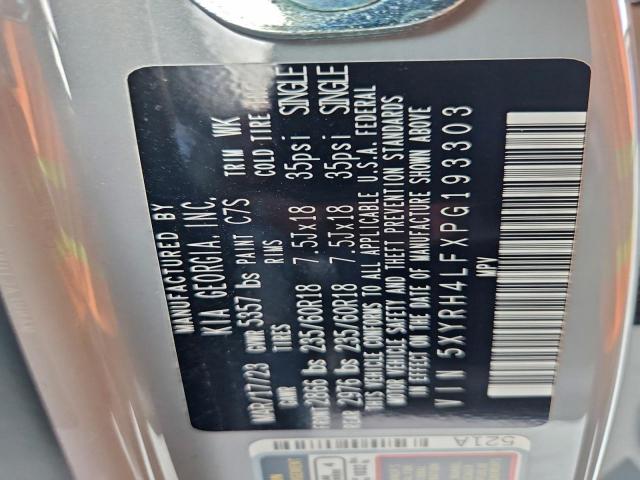 MANUFACTURED BY
KIA GEORGIA, INC.
MAR/17/23 GVWR 5357 lbs PAINT C7S TRIM WK
GAWR TIRES RIMS COLD TIRE
FRONT 2866 lbs 235/60R18 7.5Jx18 35psi SINGLE
REAR 2976 lbs 235/60R18 7.5Jx18 35psi SINGLE
THIS VEHICLE CONFORMS TO ALL APPLICABLE U.S.A. FEDERAL
MOTOR VEHICLE SAFETY AND THEFT PREVENTION STANDARDS
IN EFFECT ON THE DATE OF MANUFACTURE SHOWN ABOVE
VIN 5XYRH4LFXPG193303
MPV
521A